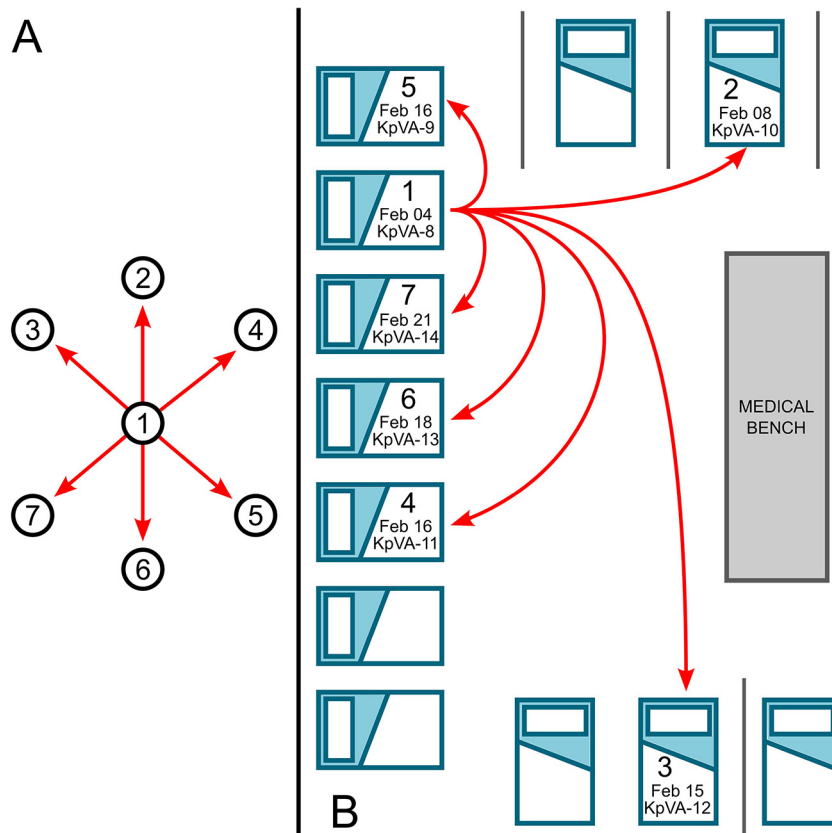 A
2
3
4
1
7
5
6
5
Feb 16
KpVA-9
1
Feb 04
KpVA-8
7
Feb 21
KpVA-14
6
Feb 18
KpVA-13
4
Feb 16
KpVA-11
2
Feb 08
KpVA-10
MEDICAL
BENCH
3
Feb 15
KpVA-12
B